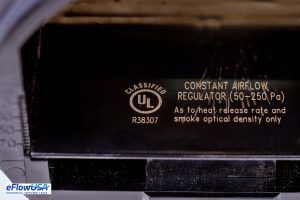 CLASSIFIED
UL
R38307
CONSTANT AIRFLOW
REGULATOR (50-250 Pa)
As to heat release rate and
smoke optical density only
eFlowUSA